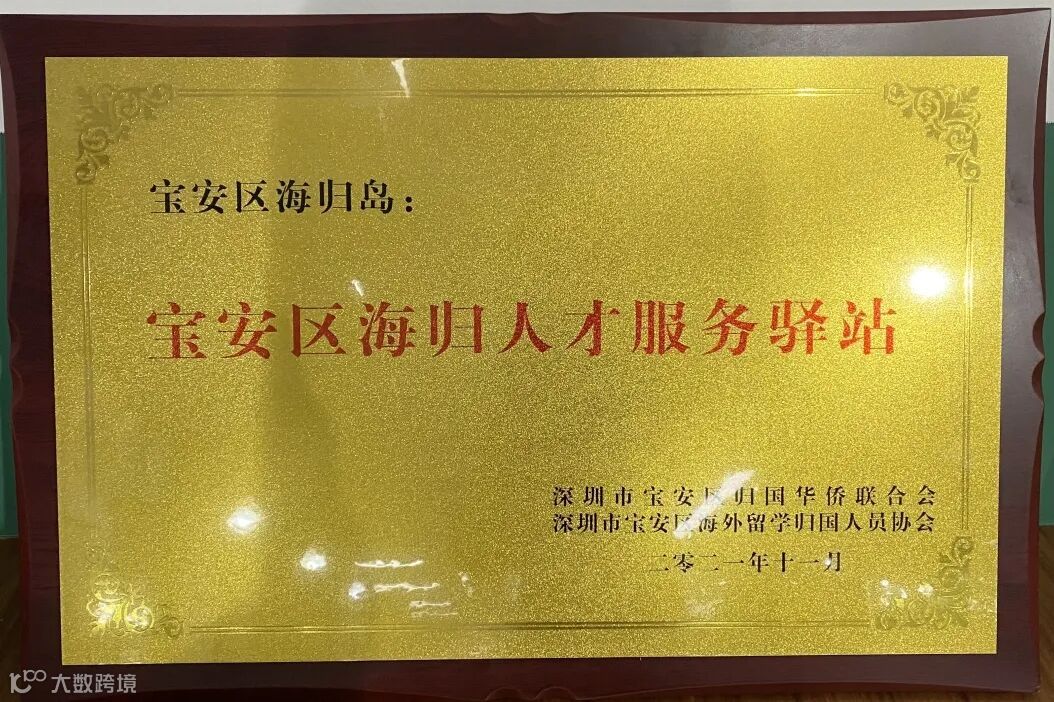 宝安区海归岛：
宝安区海归人才服务驿站
深圳市宝安区归国华侨联合会
深圳市宝安区海外留学归国人员协会
二零二一年十一月
大数跨境